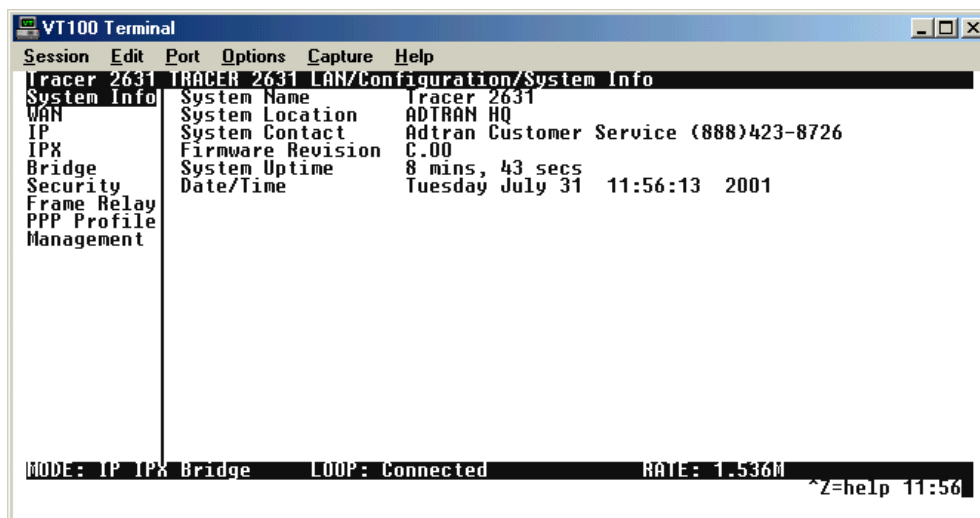 VT100 Terminal
Session Edit Port Options Capture Help
Tracer 2631 TRACER 2631 LAN/Configuration/System Info
System Info System Name Tracer 2631
WAN System Location ADTRAN HQ
IP System Contact Adtran Customer Service (888)423-8726
IPX Firmware Revision C.00
Bridge System Uptime 8 mins, 43 secs
Security Date/Time Tuesday July 31 11:56:13 2001
Frame Relay
PPP Profile
Management
MODE: IP IPX Bridge LOOP: Connected RATE: 1.536M
^Z=help 11:56